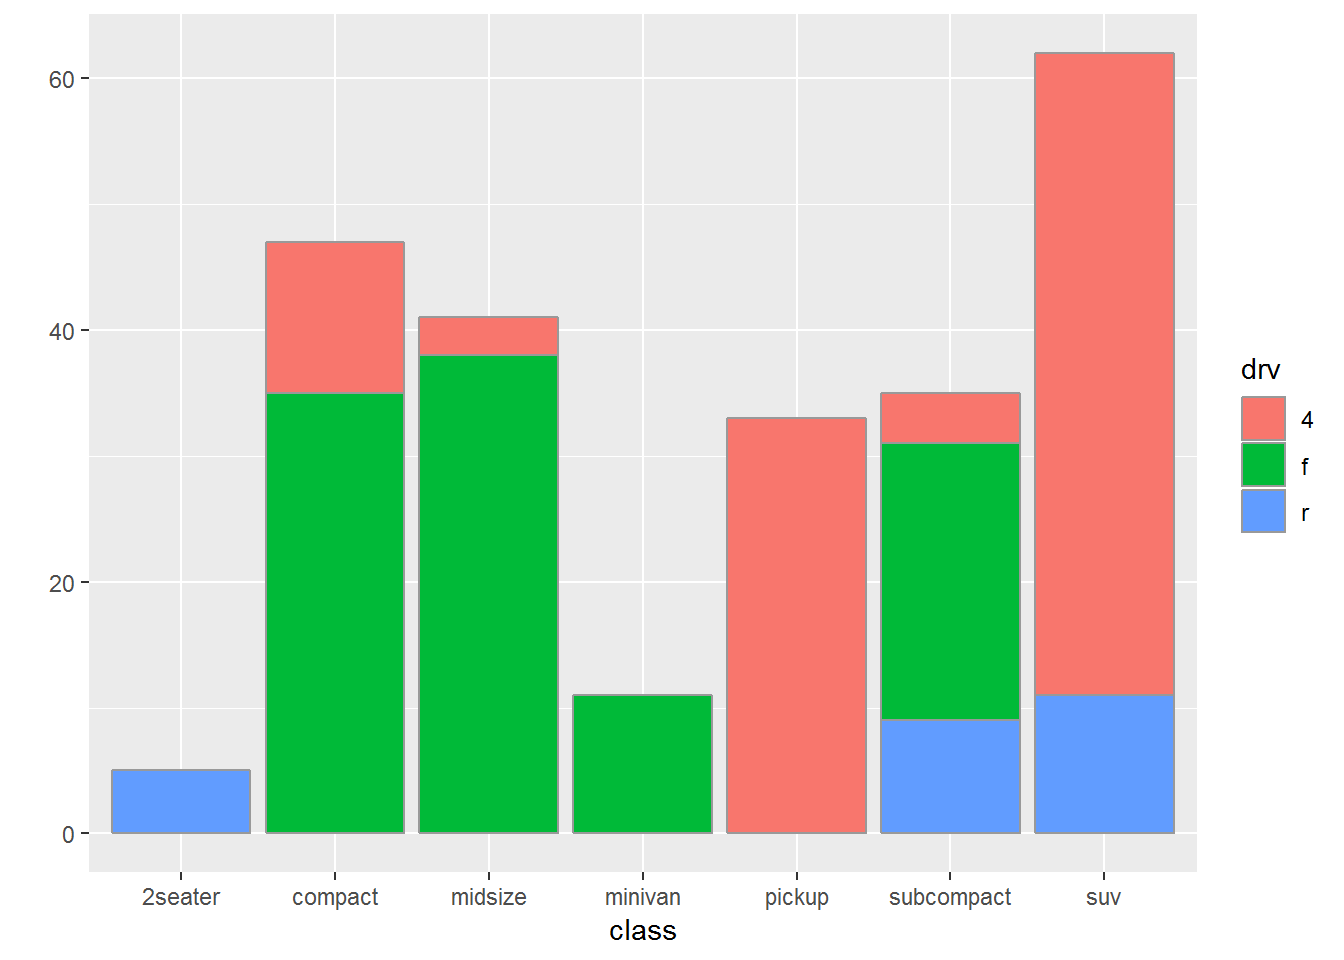 60
40
20
0
2seater compact midsize minivan pickup subcompact suv
class
drv
4
f
r